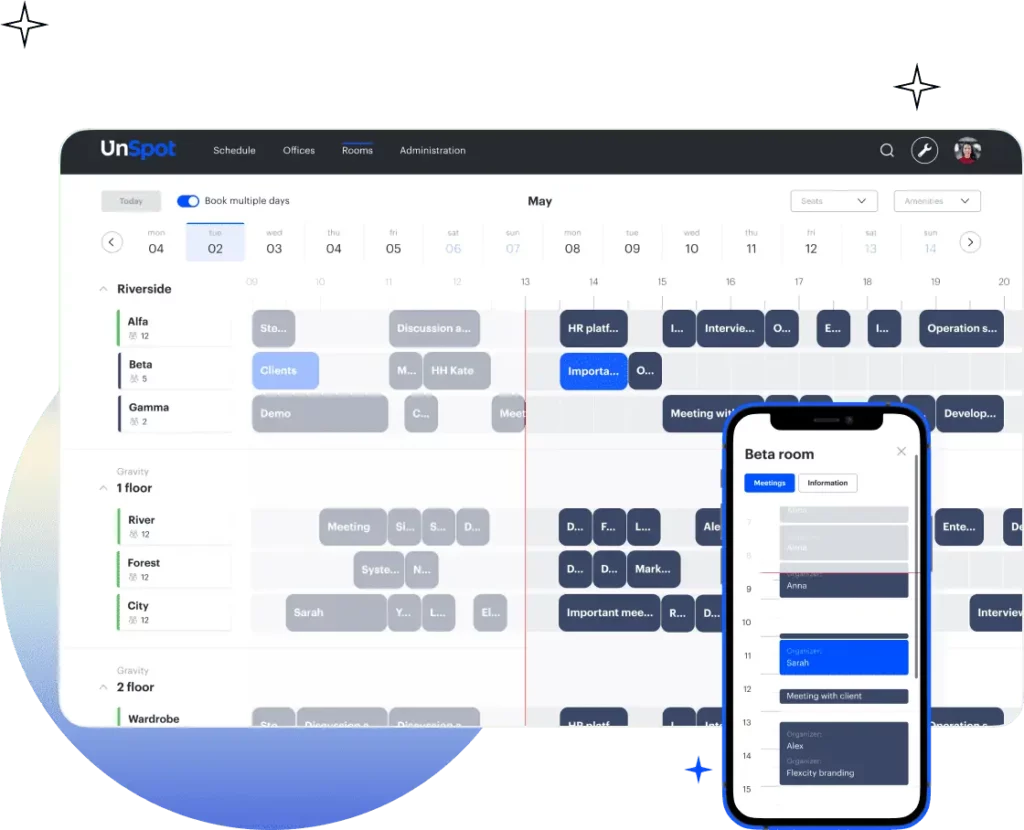 UnSpot Schedule Offices Rooms Administration
Today Book multiple days May Seats Amenities
mon tue wed thu fri sat sun mon tue wed thu fri sat sun
04 02 03 04 05 06 07 08 09 10 11 12 13 14
Riverside 09 10 11 12 13 14 15 16 17 18 19 20
Alfa Ste... Discussion a... HR platf... I... Intervie... O... E... I... Operation s...
12
Beta Clients M... HH Kate Importa... O...
5
Gamma Demo C... Meet Meeting with Develop...
2
Gravity
1 floor
River Meeting Si... S... D... D... F... L... Ale Ente... De
12
Forest Syste... N... D... D... Mark...
12
City Sarah Y... L... El... Important mee... R... D... Interview
12
Gravity
2 floor
Wardrobe Ste... Discussion a... Discussion a... HR platf... I... Operation s...
Beta room
Meetings Information
7
8
Organizer:
Anna
9
10
11
Organizer:
Sarah
12
Meeting with client
13
Organizer:
Alex
14
Organizer:
Flexcity branding
15